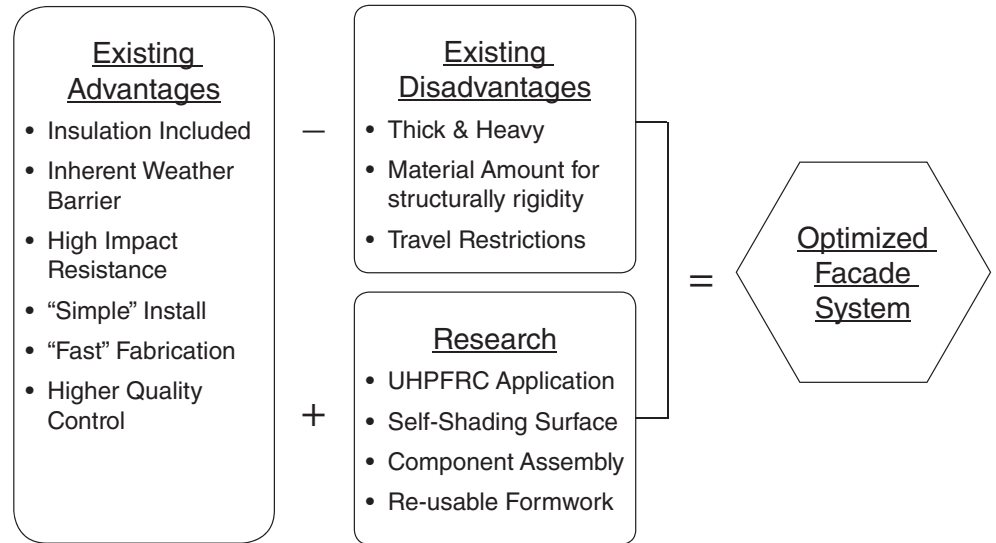 Existing
Advantages
• Insulation Included
• Inherent Weather
Barrier
• High Impact
Resistance
• “Simple” Install
• “Fast” Fabrication
• Higher Quality
Control
−
Existing
Disadvantages
• Thick & Heavy
• Material Amount for
structurally rigidity
• Travel Restrictions
+
Research
• UHPFRC Application
• Self-Shading Surface
• Component Assembly
• Re-usable Formwork
=
Optimized
Facade
System